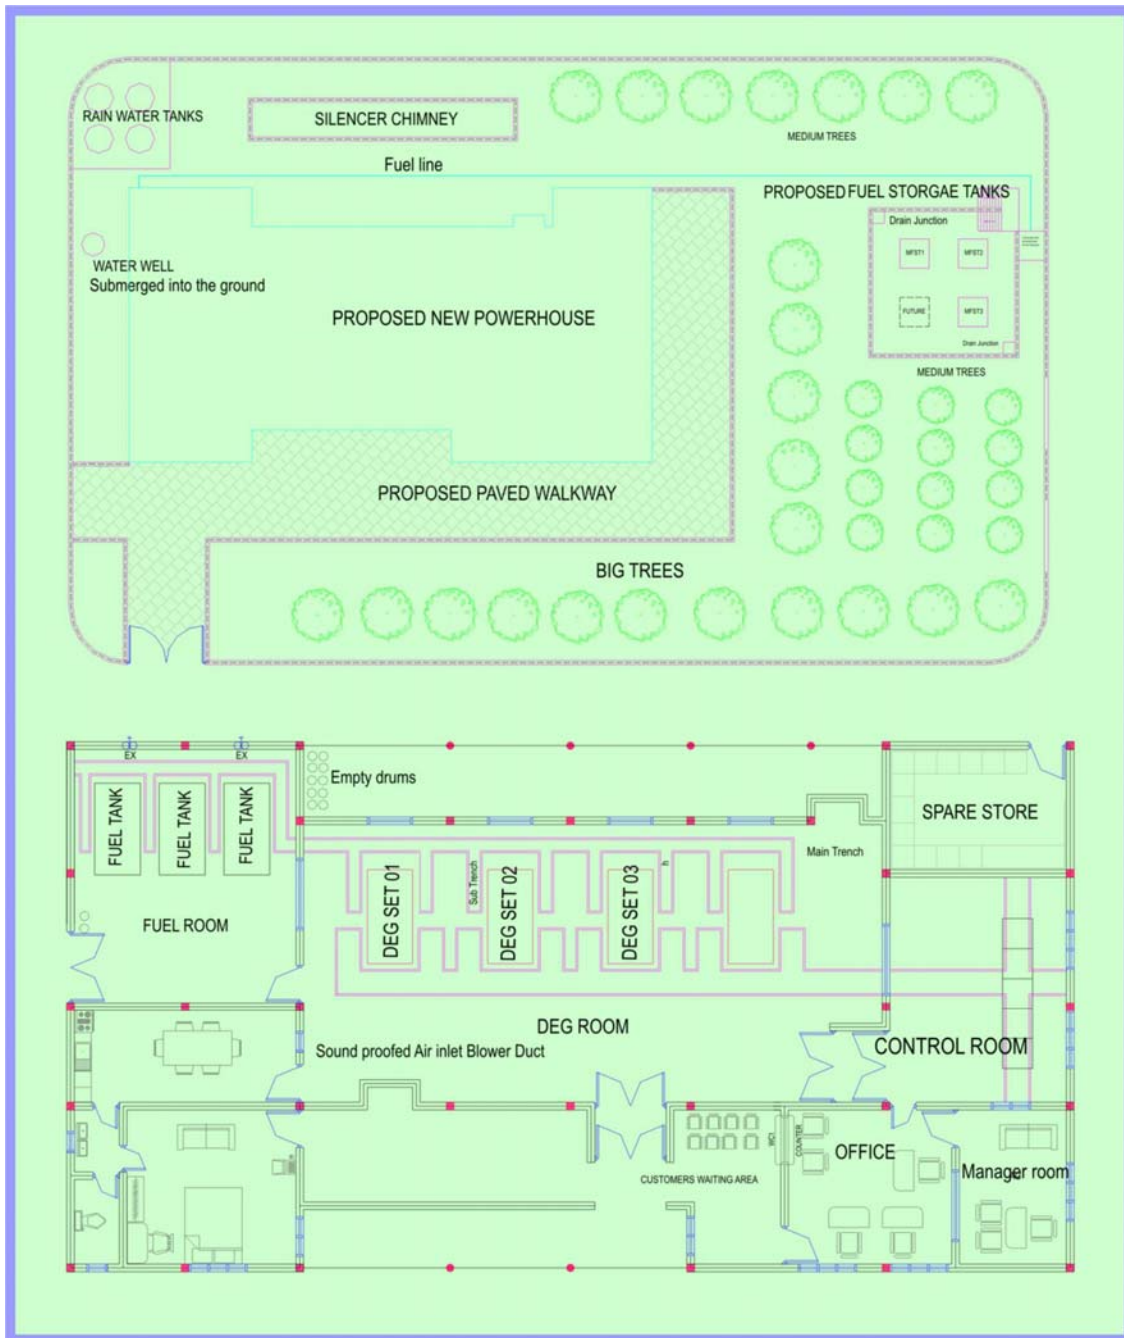 RAIN WATER TANKS
SILENCER CHIMNEY
MEDIUM TREES
Fuel line
PROPOSED FUEL STORGAE TANKS
Drain Junction
MFST1
MFST2
WATER WELL
Submerged into the ground
FUTURE
MFST3
PROPOSED NEW POWERHOUSE
Drain Junction
MEDIUM TREES
PROPOSED PAVED WALKWAY
BIG TREES
EX
EX
Empty drums
FUEL TANK
FUEL TANK
FUEL TANK
SPARE STORE
Main Trench
DEG SET 01
Sub Trench
DEG SET 02
DEG SET 03
h
FUEL ROOM
DEG ROOM
Sound proofed Air inlet Blower Duct
CONTROL ROOM
COUNTER
OFFICE
Manager room
CUSTOMERS WAITING AREA